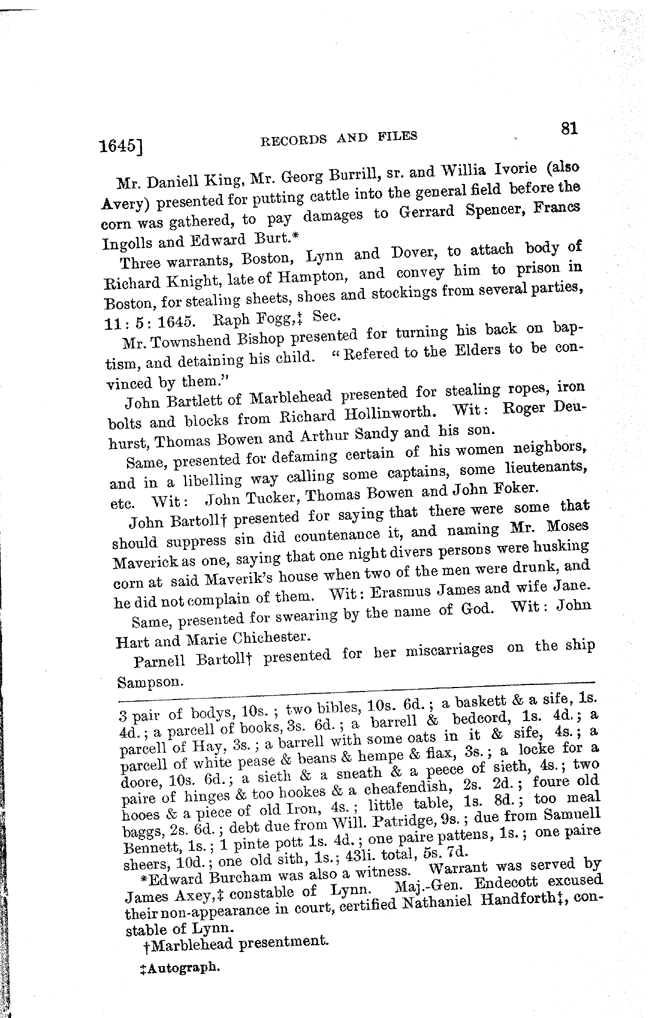 1645] RECORDS AND FILES 81
Mr. Daniell King, Mr. Georg Burrill, sr. and Willia Ivorie (also
Avery) presented for putting cattle into the general field before the
corn was gathered, to pay damages to Gerrard Spencer, Francs
Ingolls and Edward Burt.*
Three warrants, Boston, Lynn and Dover, to attach body of
Richard Knight, late of Hampton, and convey him to prison in
Boston, for stealing sheets, shoes and stockings from several parties,
11: 5: 1645. Raph Fogg,‡ Sec.
Mr. Townshend Bishop presented for turning his back on bap-
tism, and detaining his child. "Refered to the Elders to be con-
vinced by them."
John Bartlett of Marblehead presented for stealing ropes, iron
bolts and blocks from Richard Hollinworth. Wit: Roger Deu-
hurst, Thomas Bowen and Arthur Sandy and his son.
Same, presented for defaming certain of his women neighbors,
and in a libelling way calling some captains, some lieutenants,
etc. Wit: John Tucker, Thomas Bowen and John Foker.
John Bartoll† presented for saying that there were some that
should suppress sin did countenance it, and naming Mr. Moses
Maverick as one, saying that one night divers persons were husking
corn at said Maverik's house when two of the men were drunk, and
he did not complain of them. Wit: Erasmus James and wife Jane.
Same, presented for swearing by the name of God. Wit: John
Hart and Marie Chichester.
Parnell Bartoll† presented for her miscarriages on the ship
Sampson.
3 pair of bodys, 10s.; two bibles, 10s. 6d.; a baskett & a sife, 1s.
4d.; a parcell of books, 3s. 6d.; a barrell & bedcord, 1s. 4d.; a
parcell of Hay, 3s.; a barrell with some oats in it & sife, 4s.; a
parcell of white pease & beans & hempe & flax, 3s.; a locke for a
doore, 10s. 6d.; a sieth & a sneath & a peece of sieth, 4s.; two
paire of hinges & too hookes & a cheafendish, 2s. 2d.; foure old
hooes & a piece of old Iron, 4s.; little table, 1s. 8d.; too meal
baggs, 2s. 6d.; debt due from Will. Patridge, 9s.; due from Samuell
Bennett, 1s.; 1 pinte pott 1s. 4d.; one paire pattens, 1s.; one paire
sheers, 10d.; one old sith, 1s.; 43li. total, 5s. 7d.
*Edward Burcham was also a witness. Warrant was served by
James Axey,‡ constable of Lynn. Maj.-Gen. Endecott excused
their non-appearance in court, certified Nathaniel Handforth‡, con-
stable of Lynn.
†Marblehead presentment.
‡Autograph.